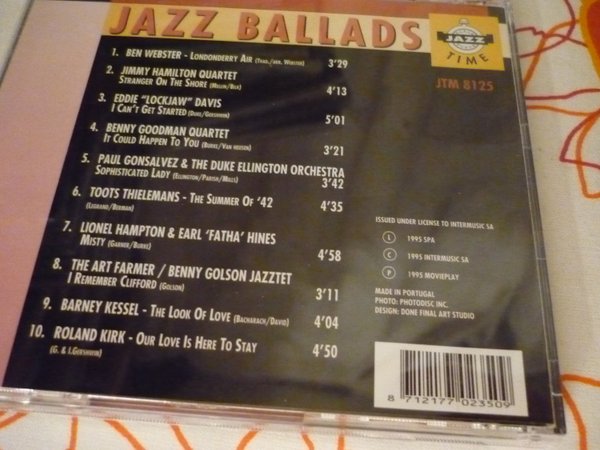 JAZZ BALLADS
JAZZ
TIME
JTM 8125
1. BEN WEBSTER - LONDONDERRY AIR (TRAD./ARR. WEBSTER) 3'29
2. JIMMY HAMILTON QUARTET
STRANGER ON THE SHORE (MELLIN/BILK) 4'13
3. EDDIE "LOCKJAW" DAVIS
I CAN'T GET STARTED (DUKE/GERSHWIN) 5'01
4. BENNY GOODMAN QUARTET
IT COULD HAPPEN TO YOU (BURKE/VAN HEUSEN) 3'21
5. PAUL GONSALVEZ & THE DUKE ELLINGTON ORCHESTRA
SOPHISTICATED LADY (ELLINGTON/PARISH/MILLS) 3'42
6. TOOTS THIELEMANS - THE SUMMER OF '42 4'35
(LEGRAND/BERMAN)
7. LIONEL HAMPTON & EARL 'FATHA' HINES
MISTY (GARNER/BURKE) 4'58
8. THE ART FARMER / BENNY GOLSON JAZZTET
I REMEMBER CLIFFORD (GOLSON) 3'11
9. BARNEY KESSEL - THE LOOK OF LOVE (BACHARACH/DAVID) 4'04
10. ROLAND KIRK - OUR LOVE IS HERE TO STAY 4'50
(G. & I. GERSHWIN)
ISSUED UNDER LICENSE TO INTERMUSIC SA
L 1995 SPA
C 1995 INTERMUSIC SA
P 1995 MOVIEPLAY
MADE IN PORTUGAL
PHOTO: PHOTODISC INC.
DESIGN: DONE FINAL ART STUDIO
8 712177 023509